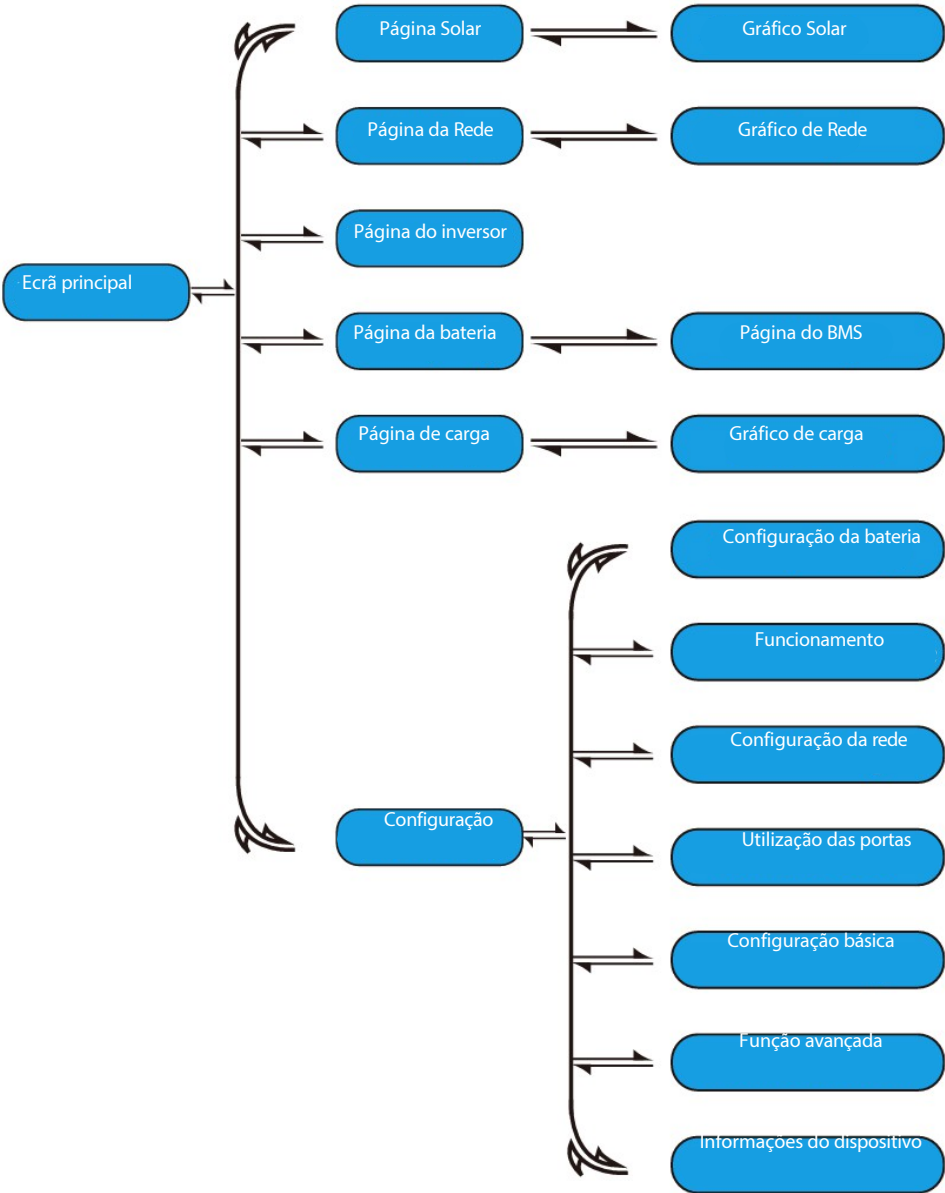 Página Solar
Gráfico Solar
Página da Rede
Gráfico de Rede
Página do inversor
Ecrã principal
Página da bateria
Página do BMS
Página de carga
Gráfico de carga
Configuração da bateria
Funcionamento
Configuração da rede
Configuração
Utilização das portas
Configuração básica
Função avançada
Informações do dispositivo